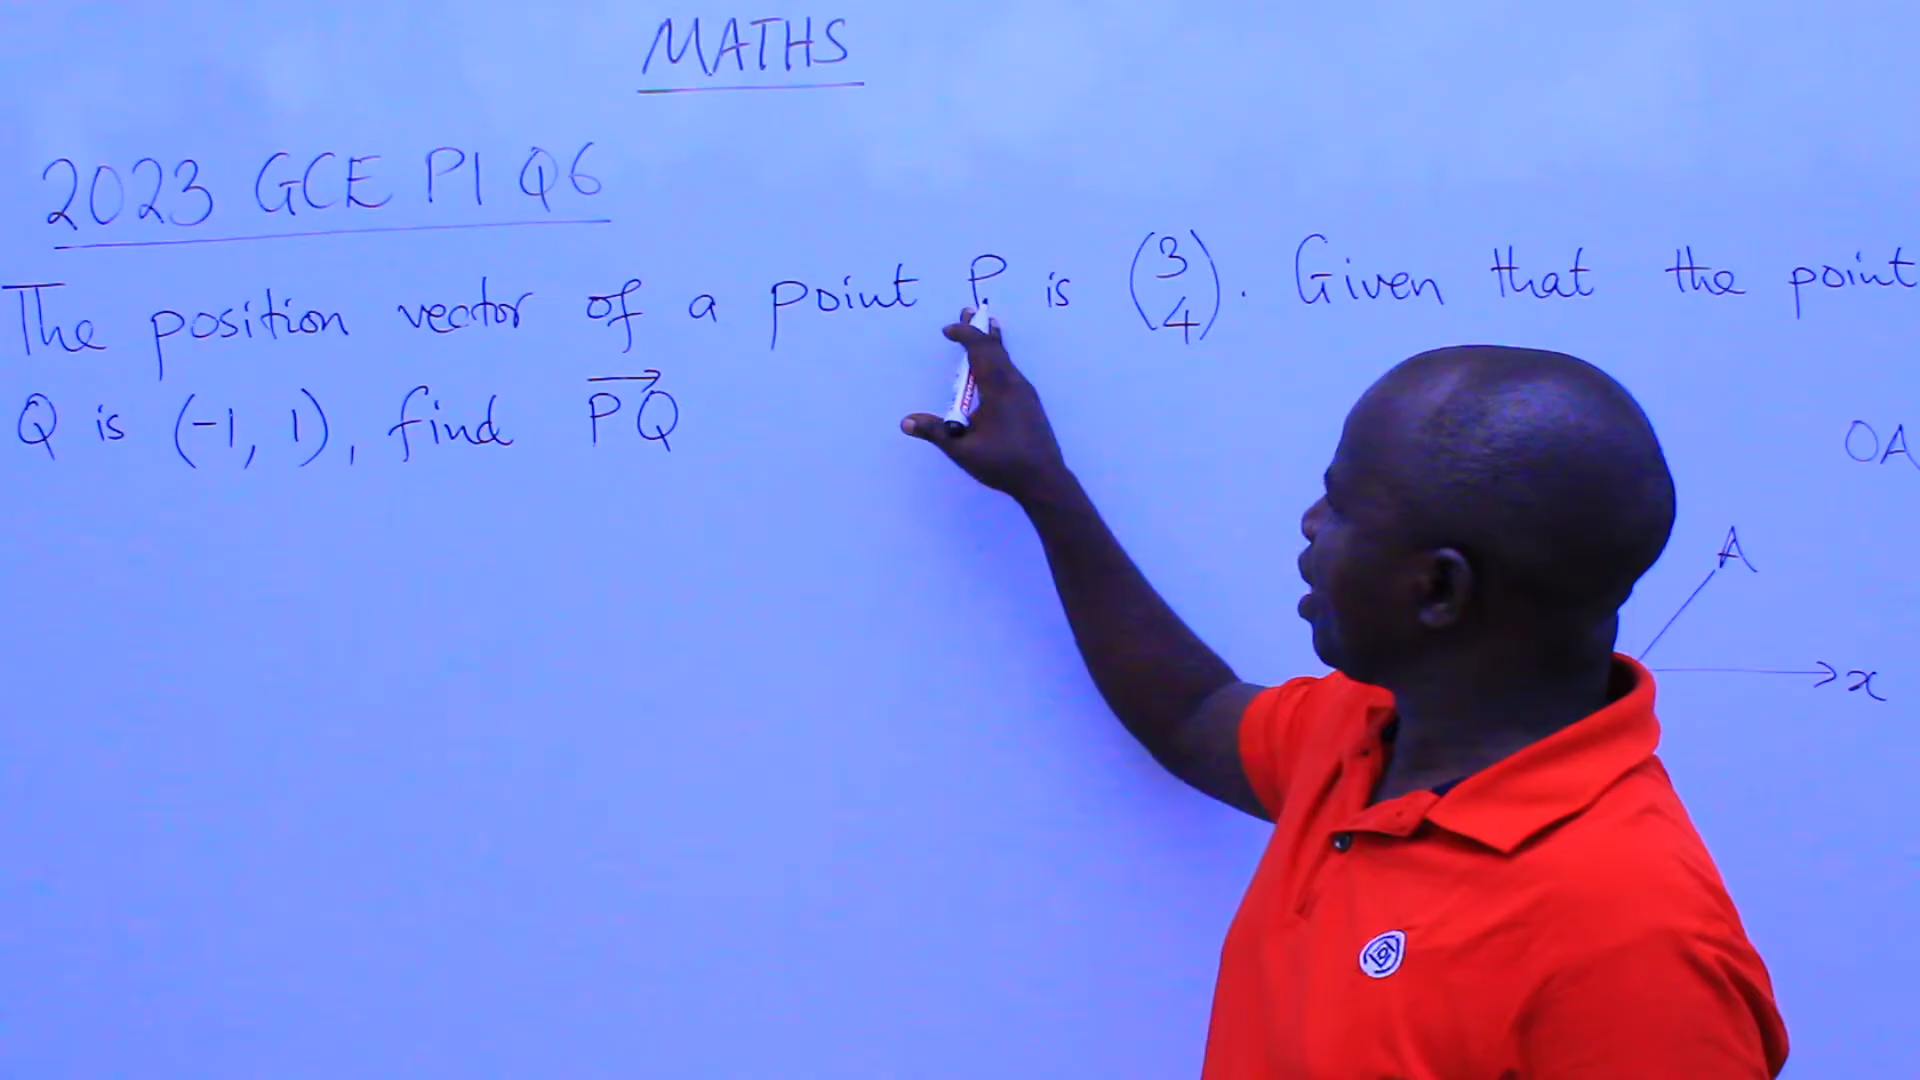 MATHS
2023 GCE P1 Q6
The position vector of a point P is (3 4). Given that the point
Q is (-1, 1), find PQ
OA
A
x